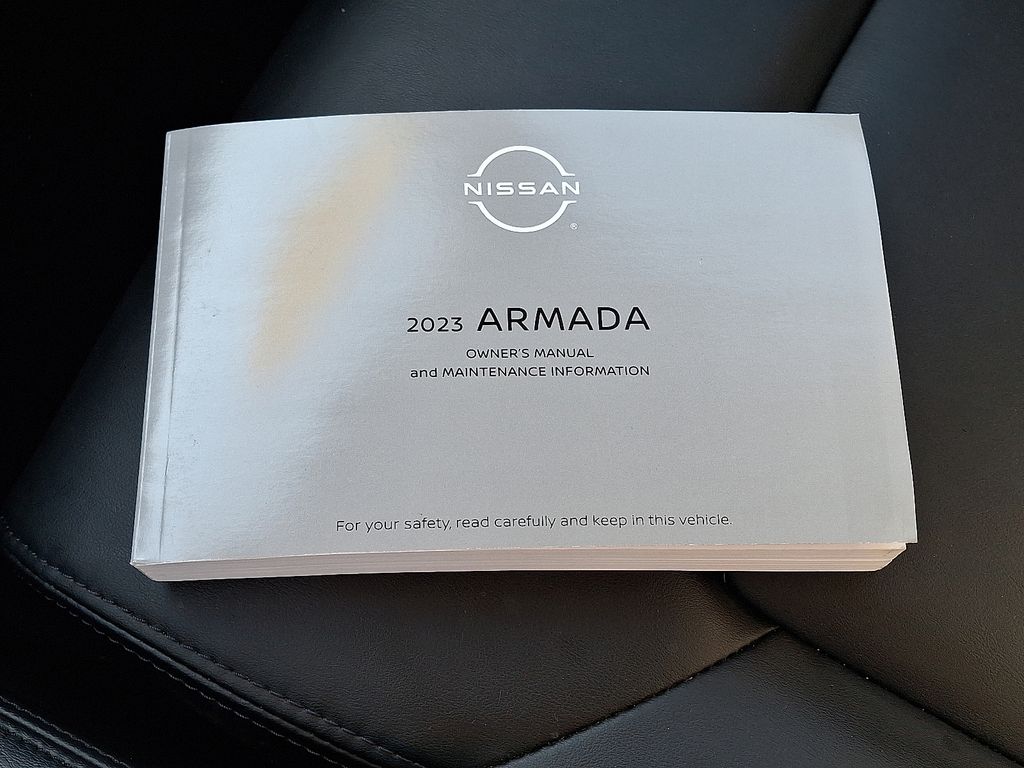 NISSAN
®
2023 ARMADA
OWNER'S MANUAL
and MAINTENANCE INFORMATION
For your safety, read carefully and keep in this vehicle.